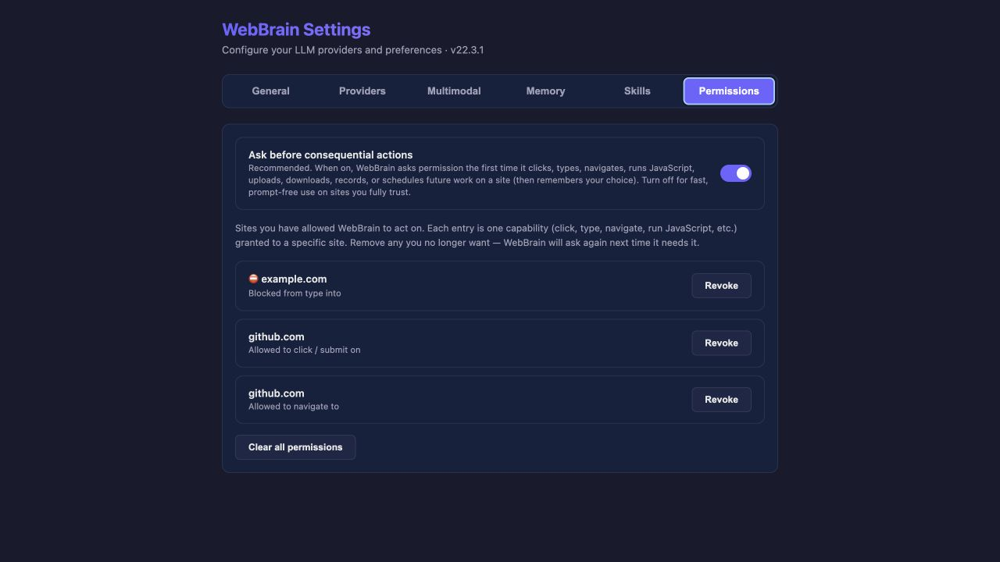 WebBrain Settings
Configure your LLM providers and preferences · v22.3.1
General Providers Multimodal Memory Skills Permissions
Ask before consequential actions
Recommended. When on, WebBrain asks permission the first time it clicks, types, navigates, runs JavaScript,
uploads, downloads, records, or schedules future work on a site (then remembers your choice). Turn off for fast,
prompt-free use on sites you fully trust.
Sites you have allowed WebBrain to act on. Each entry is one capability (click, type, navigate, run JavaScript, etc.)
granted to a specific site. Remove any you no longer want — WebBrain will ask again next time it needs it.
⛔ example.com
Blocked from type into
Revoke
github.com
Allowed to click / submit on
Revoke
github.com
Allowed to navigate to
Revoke
Clear all permissions